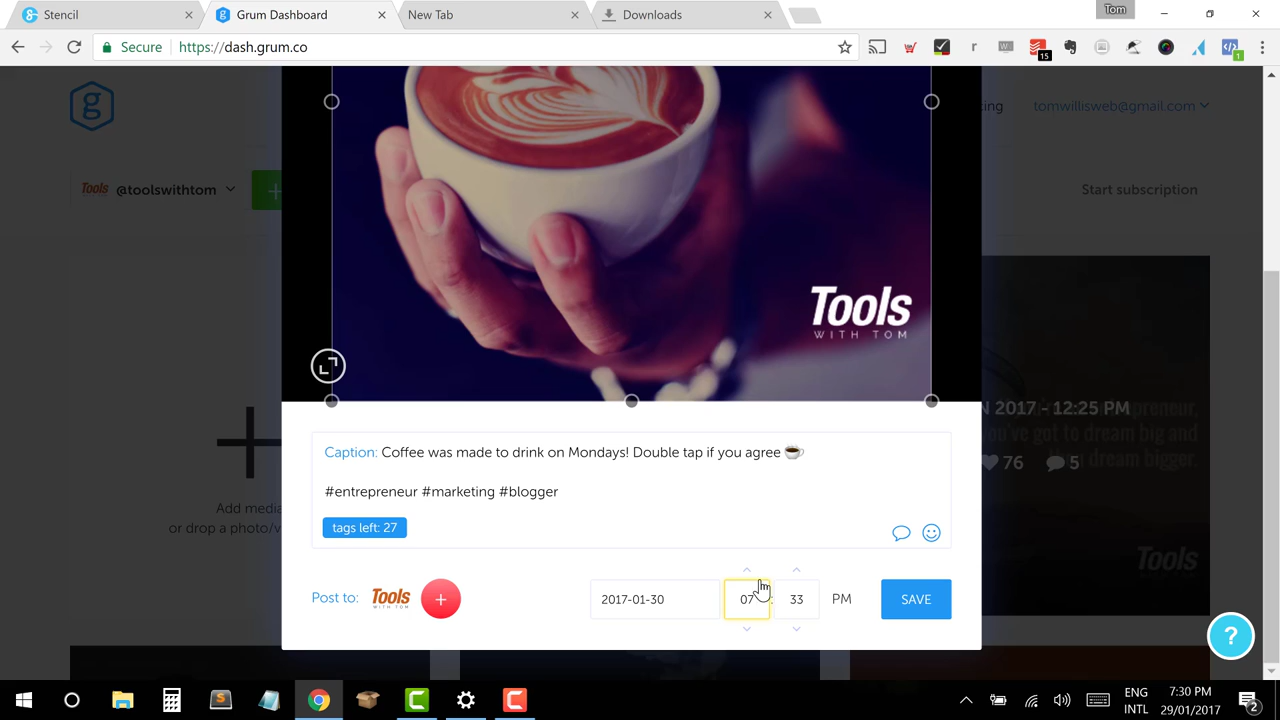 Stencil
Grum Dashboard
New Tab
Downloads
Tom
Secure
https://dash.grum.co
r
W
15
1
g
king
tomwillisweb@gmail.com
Tools @toolswithtom
Start subscription
Tools
WITH TOM
N 2017 - 12:25 PM
76
5
Caption: Coffee was made to drink on Mondays! Double tap if you agree ☕
#entrepreneur #marketing #blogger
tags left: 27
Add media
or drop a photo/v
Tools
Post to:
Tools
WITH TOM
+
2017-01-30
07 : 33
PM
SAVE
?
ENG
INTL
7:30 PM
29/01/2017
2